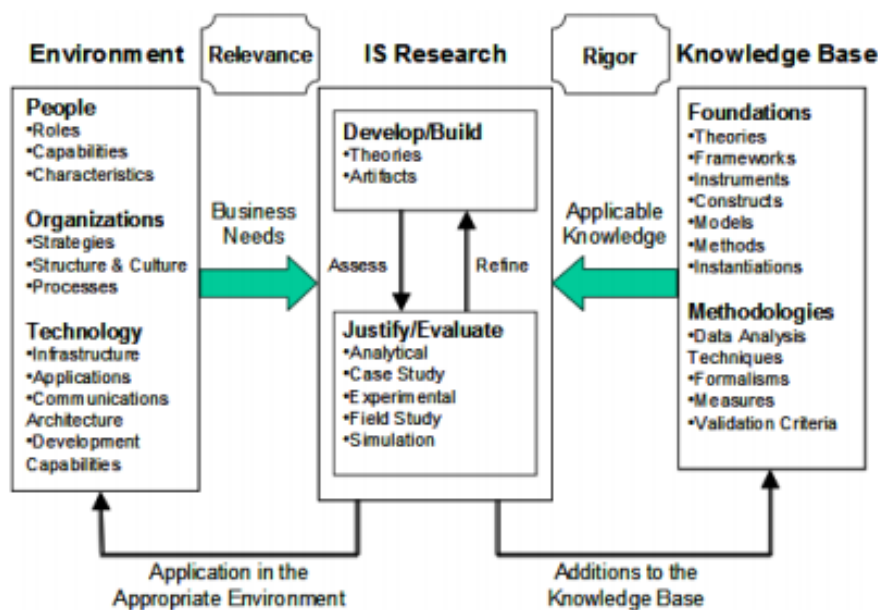 Environment
Relevance
IS Research
Rigor
Knowledge Base
People
•Roles
•Capabilities
•Characteristics
Organizations
•Strategies
•Structure & Culture
•Processes
Technology
•Infrastructure
•Applications
•Communications
Architecture
•Development
Capabilities
Business
Needs
Develop/Build
•Theories
•Artifacts
Assess
Refine
Justify/Evaluate
•Analytical
•Case Study
•Experimental
•Field Study
•Simulation
Applicable
Knowledge
Foundations
•Theories
•Frameworks
•Instruments
•Constructs
•Models
•Methods
•Instantiations
Methodologies
•Data Analysis
Techniques
•Formalisms
•Measures
•Validation Criteria
Application in the
Appropriate Environment
Additions to the
Knowledge Base